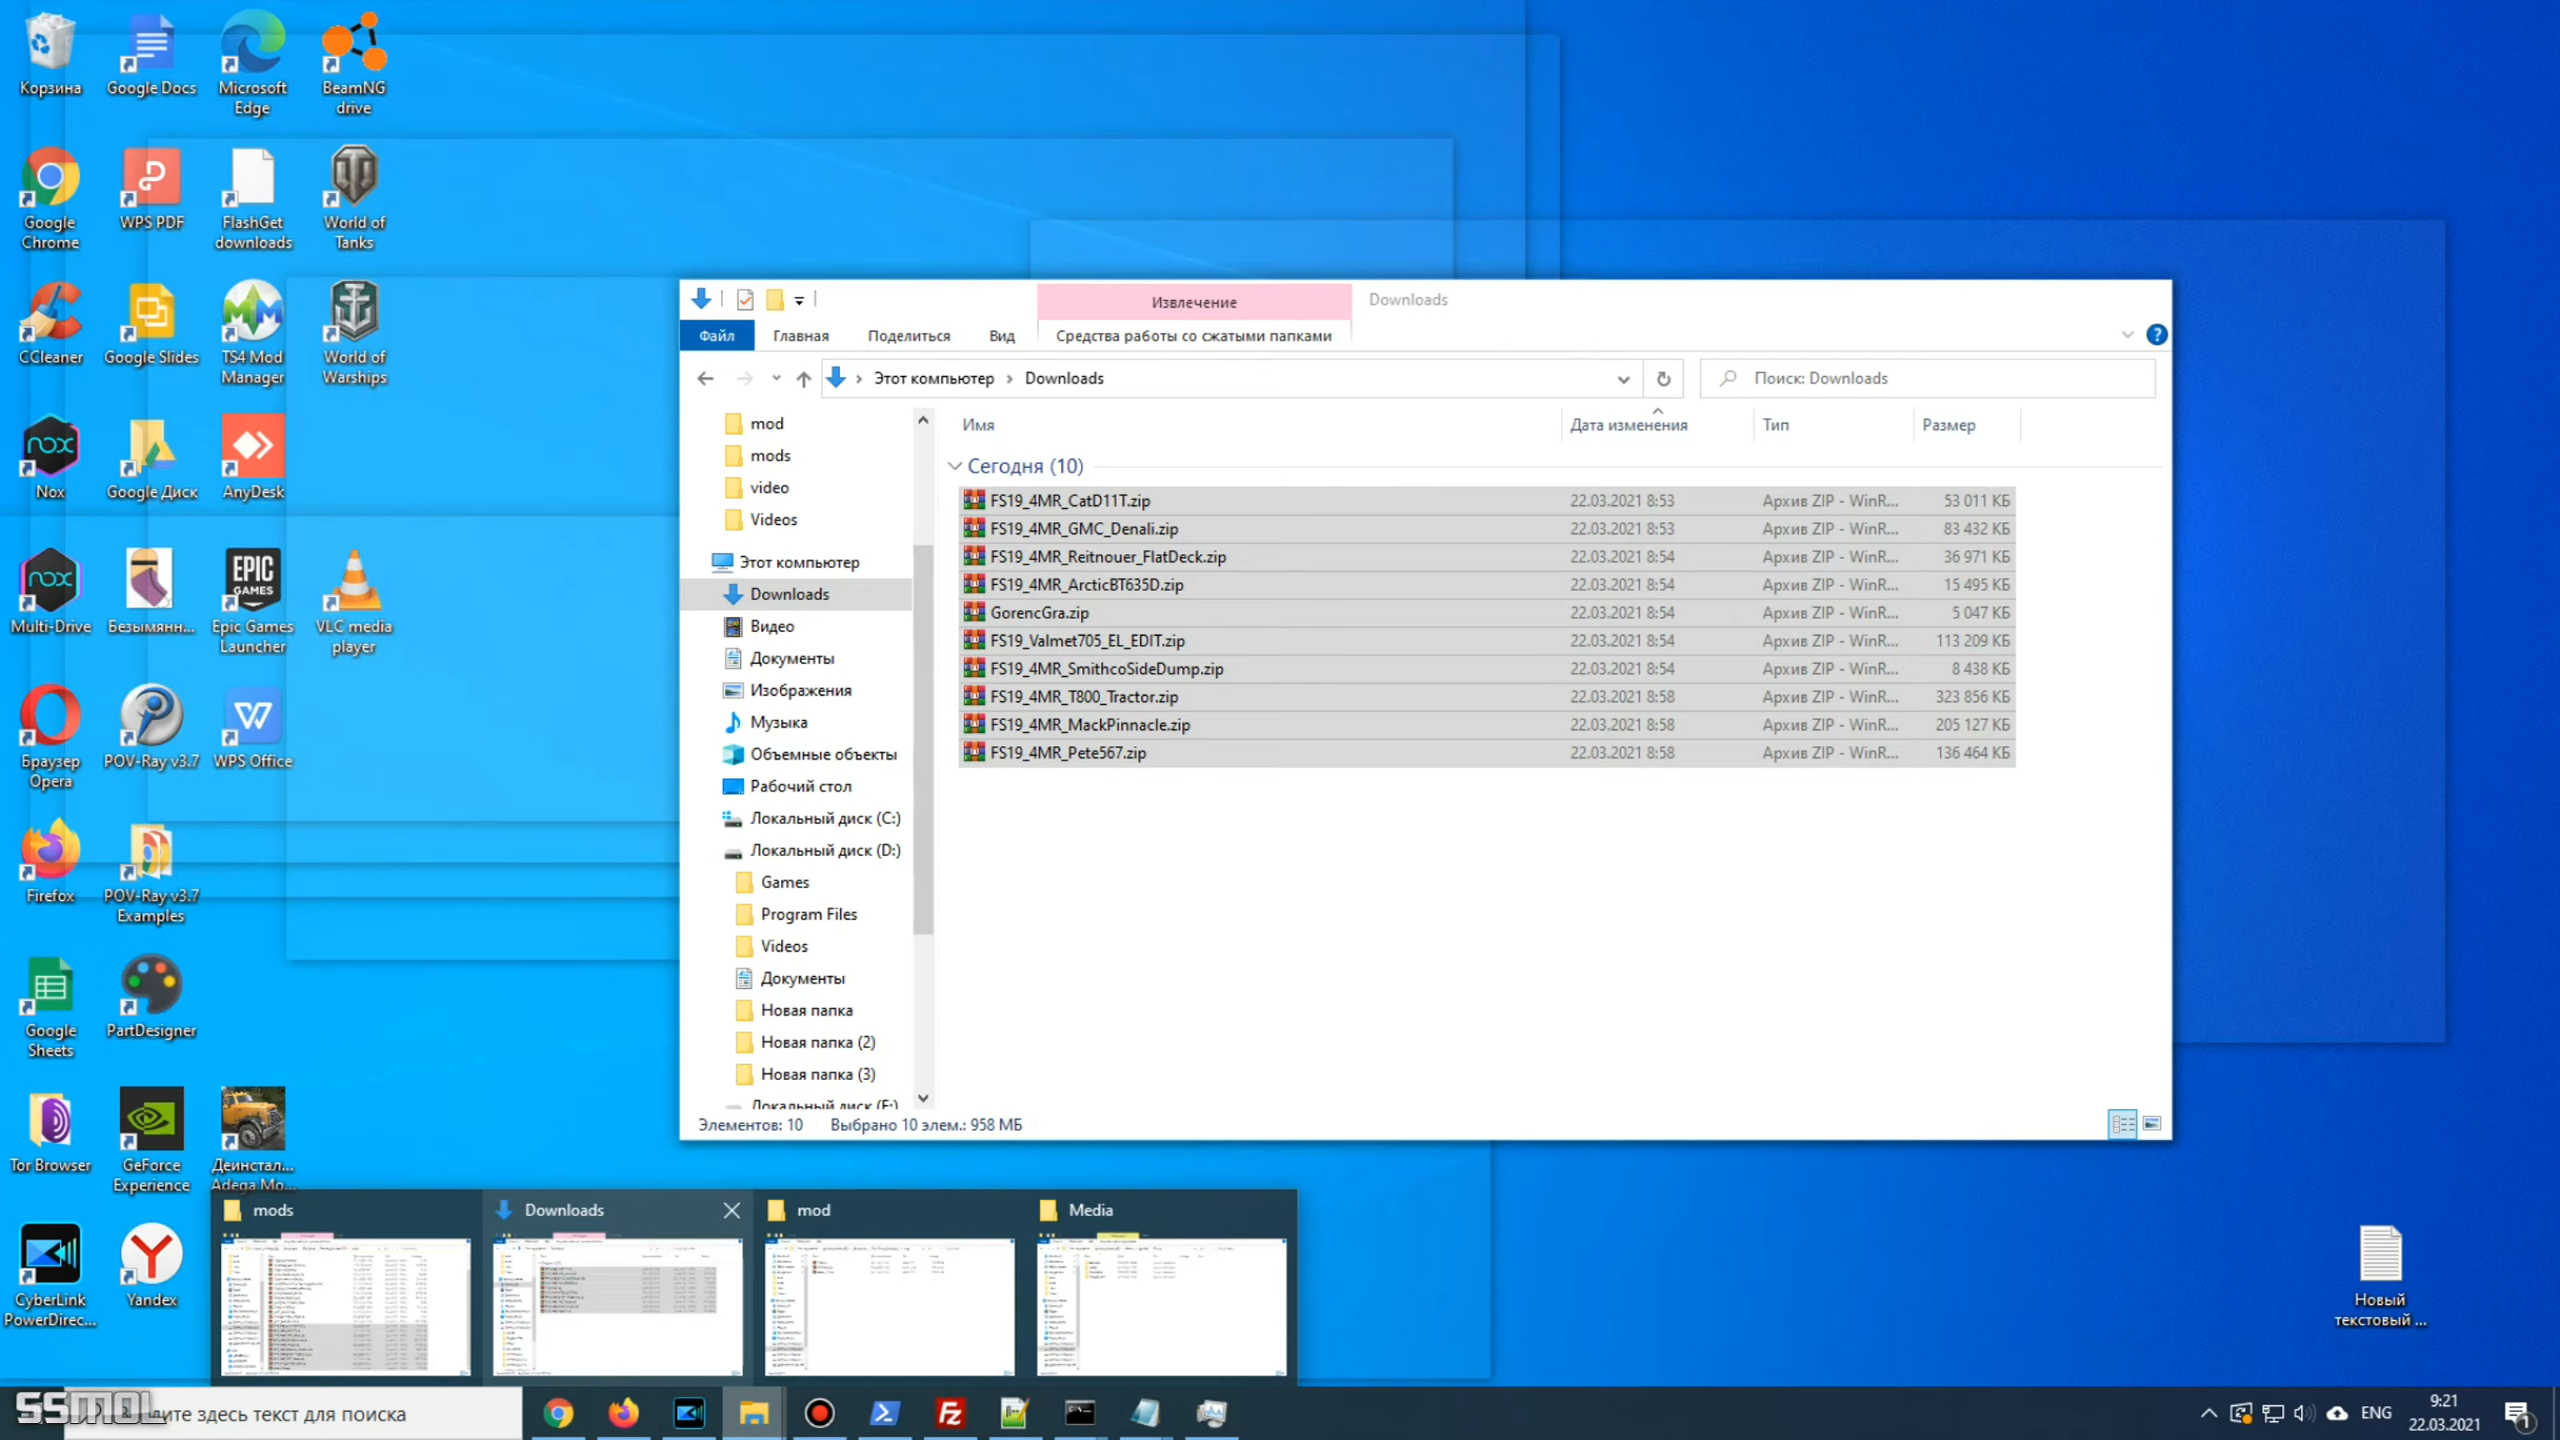 Корзина
Google Docs
Microsoft
Edge
BeamNG
drive
Google
Chrome
WPS PDF
FlashGet
downloads
World of
Tanks
CCleaner
Google Slides
TS4 Mod
Manager
World of
Warships
Nox
Google Диск
AnyDesk
Multi-Drive
Безымянн...
Epic Games
Launcher
VLC media
player
Браузер
Opera
POV-Ray v3.7
WPS Office
Firefox
POV-Ray v3.7
Examples
Google
Sheets
PartDesigner
Tor Browser
GeForce
Experience
Деинстал...
Adega Mo...
CyberLink
PowerDirec...
Yandex
Новый
текстовый ...
Извлечение
Downloads
Файл
Главная
Поделиться
Вид
Средства работы со сжатыми папками
Этот компьютер › Downloads
Поиск: Downloads
mod
mods
video
Videos
Этот компьютер
Downloads
Видео
Документы
Изображения
Музыка
Объемные объекты
Рабочий стол
Локальный диск (C:)
Локальный диск (D:)
Games
Program Files
Videos
Документы
Новая папка
Новая папка (2)
Новая папка (3)
Локальный диск (E:)
Имя Дата изменения Тип Размер
Сегодня (10)
FS19_4MR_CatD11T.zip 22.03.2021 8:53 Архив ZIP - WinR... 53 011 КБ
FS19_4MR_GMC_Denali.zip 22.03.2021 8:53 Архив ZIP - WinR... 83 432 КБ
FS19_4MR_Reitnouer_FlatDeck.zip 22.03.2021 8:54 Архив ZIP - WinR... 36 971 КБ
FS19_4MR_ArcticBT635D.zip 22.03.2021 8:54 Архив ZIP - WinR... 15 495 КБ
GorencGra.zip 22.03.2021 8:54 Архив ZIP - WinR... 5 047 КБ
FS19_Valmet705_EL_EDIT.zip 22.03.2021 8:54 Архив ZIP - WinR... 113 209 КБ
FS19_4MR_SmithcoSideDump.zip 22.03.2021 8:54 Архив ZIP - WinR... 8 438 КБ
FS19_4MR_T800_Tractor.zip 22.03.2021 8:58 Архив ZIP - WinR... 323 856 КБ
FS19_4MR_MackPinnacle.zip 22.03.2021 8:58 Архив ZIP - WinR... 205 127 КБ
FS19_4MR_Pete567.zip 22.03.2021 8:58 Архив ZIP - WinR... 136 464 КБ
Элементов: 10 Выбрано 10 элем.: 958 МБ
mods
Downloads
mod
Media
SSMOL
здесь текст для поиска
ENG
9:21
22.03.2021
1